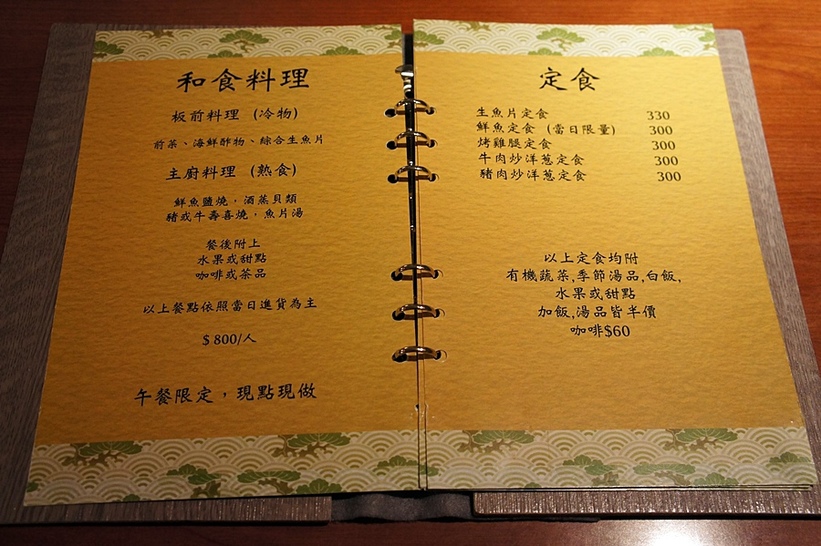 和食料理
板前料理 (冷物)
前菜、海鮮酢物、綜合生魚片
主廚料理 (熱食)
鮮魚鹽燒，酒蒸貝類
豬或牛壽喜燒，魚片湯
餐後附上
水果或甜點
咖啡或茶品
以上餐點依照當日進貨為主
$ 800/人
午餐限定，現點現做
定食
生魚片定食 330
鮮魚定食 (當日限量) 300
烤雞腿定食 300
牛肉炒洋蔥定食 300
豬肉炒洋蔥定食 300
以上定食均附
有機蔬菜,季節湯品,白飯,
水果或甜點
加飯,湯品皆半價
咖啡$60